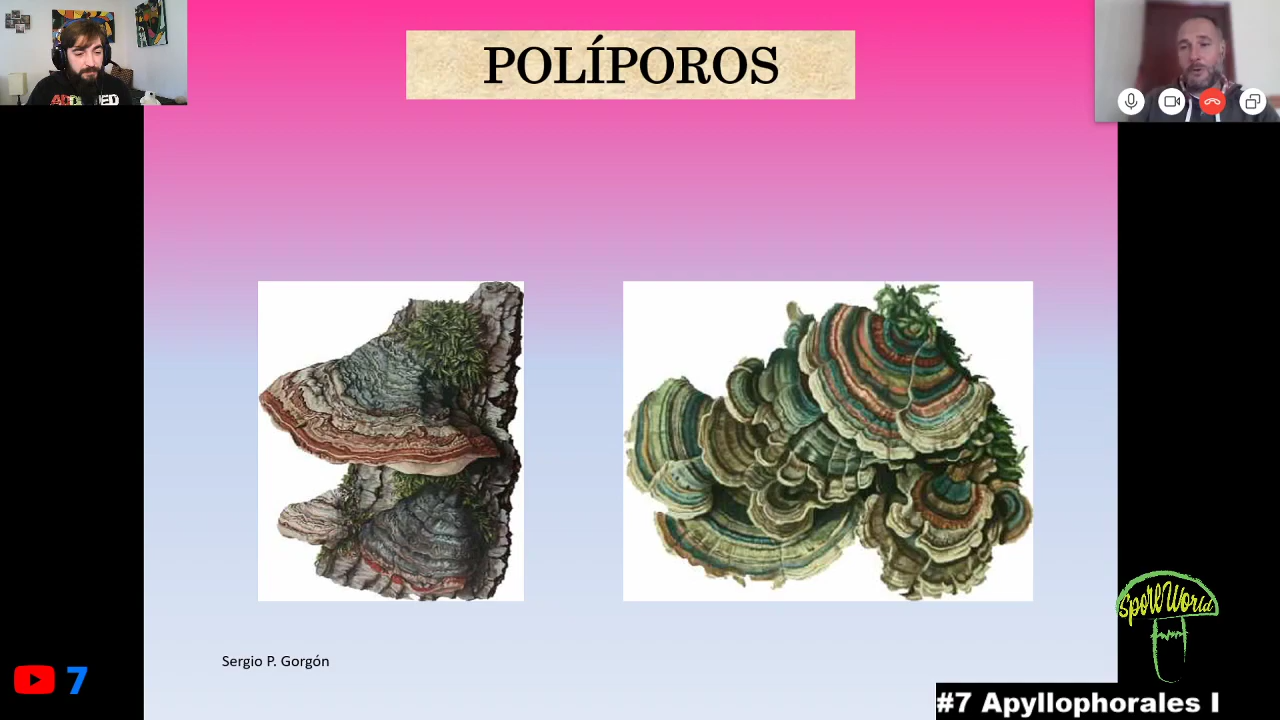 POLÍPOROS
Sergio P. Gorgón
7
SporeWorld
#7 Apyllophorales I